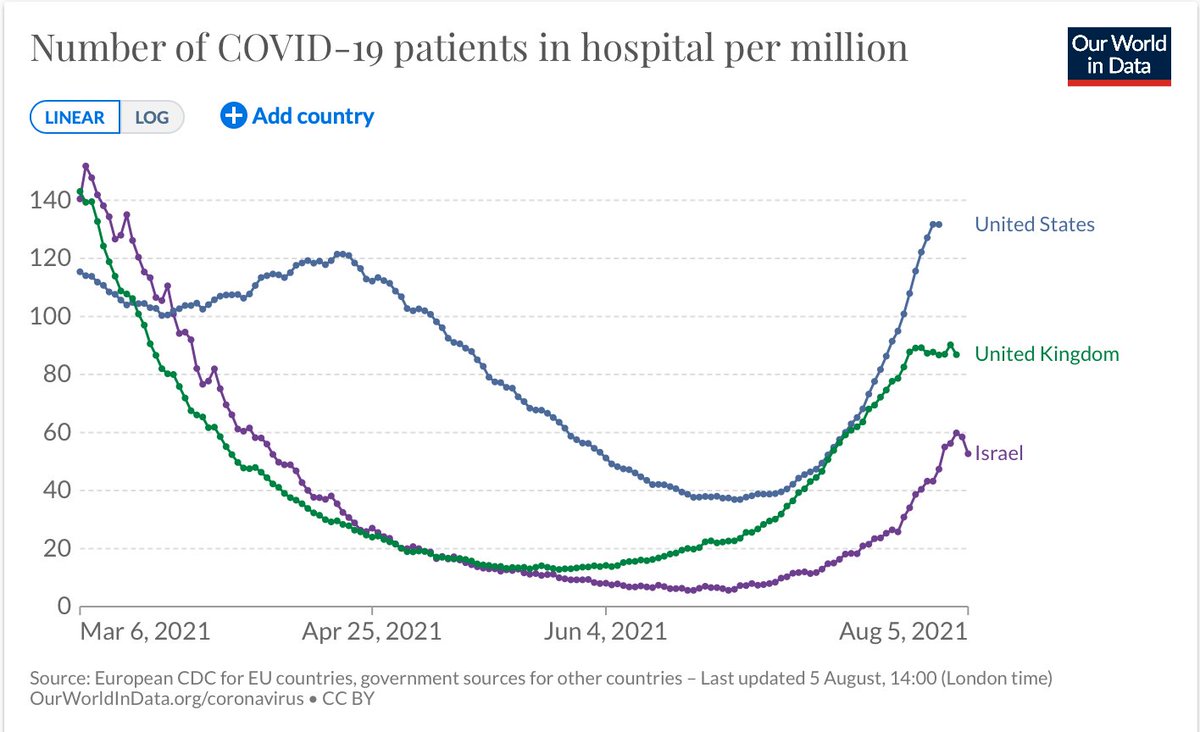 Number of COVID-19 patients in hospital per million
Our World
in Data
LINEAR
LOG
Add country
140
120
100
80
60
40
20
0
United States
United Kingdom
Israel
Mar 6, 2021
Apr 25, 2021
Jun 4, 2021
Aug 5, 2021
Source: European CDC for EU countries, government sources for other countries – Last updated 5 August, 14:00 (London time)
OurWorldInData.org/coronavirus • CC BY